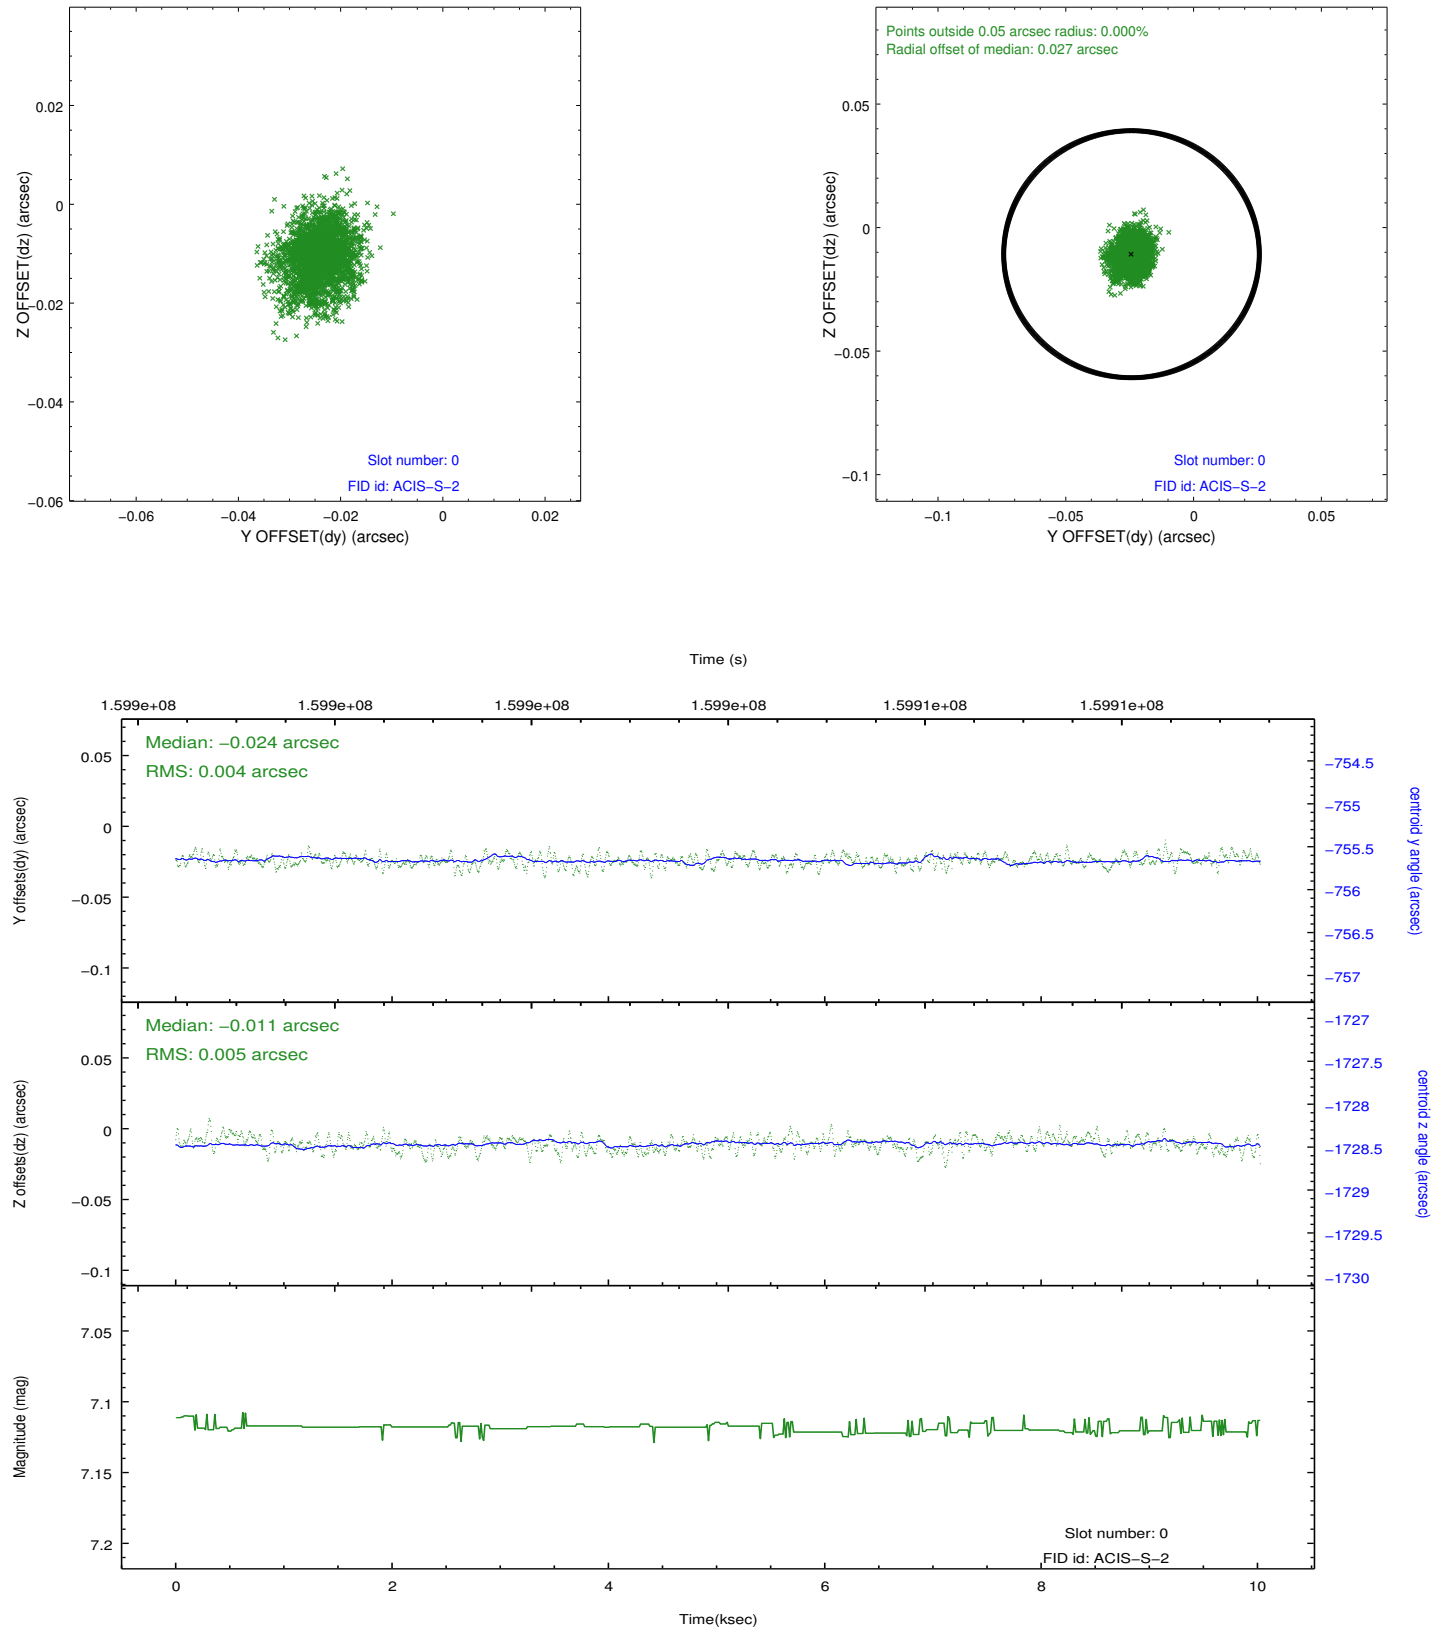 Points outside 0.05 arcsec radius: 0.000%
Radial offset of median: 0.027 arcsec
0.02
0
−0.02
−0.04
−0.06
Z OFFSET(dz) (arcsec)
Slot number: 0
FID id: ACIS−S−2
−0.06
−0.04
−0.02
0
0.02
Y OFFSET(dy) (arcsec)
0.05
0
−0.05
−0.1
Z OFFSET(dz) (arcsec)
Slot number: 0
FID id: ACIS−S−2
−0.1
−0.05
0
0.05
Y OFFSET(dy) (arcsec)
Time (s)
1.599e+08
1.599e+08
1.599e+08
1.599e+08
1.5991e+08
1.5991e+08
Median: −0.024 arcsec
RMS: 0.004 arcsec
0.05
0
−0.05
−0.1
Y offsets(dy) (arcsec)
−754.5
−755
−755.5
−756
−756.5
−757
centroid y angle (arcsec)
Median: −0.011 arcsec
RMS: 0.005 arcsec
0.05
0
−0.05
−0.1
Z offsets(dz) (arcsec)
−1727
−1727.5
−1728
−1728.5
−1729
−1729.5
−1730
centroid z angle (arcsec)
7.05
7.1
7.15
7.2
Magnitude (mag)
Slot number: 0
FID id: ACIS−S−2
0
2
4
6
8
10
Time(ksec)